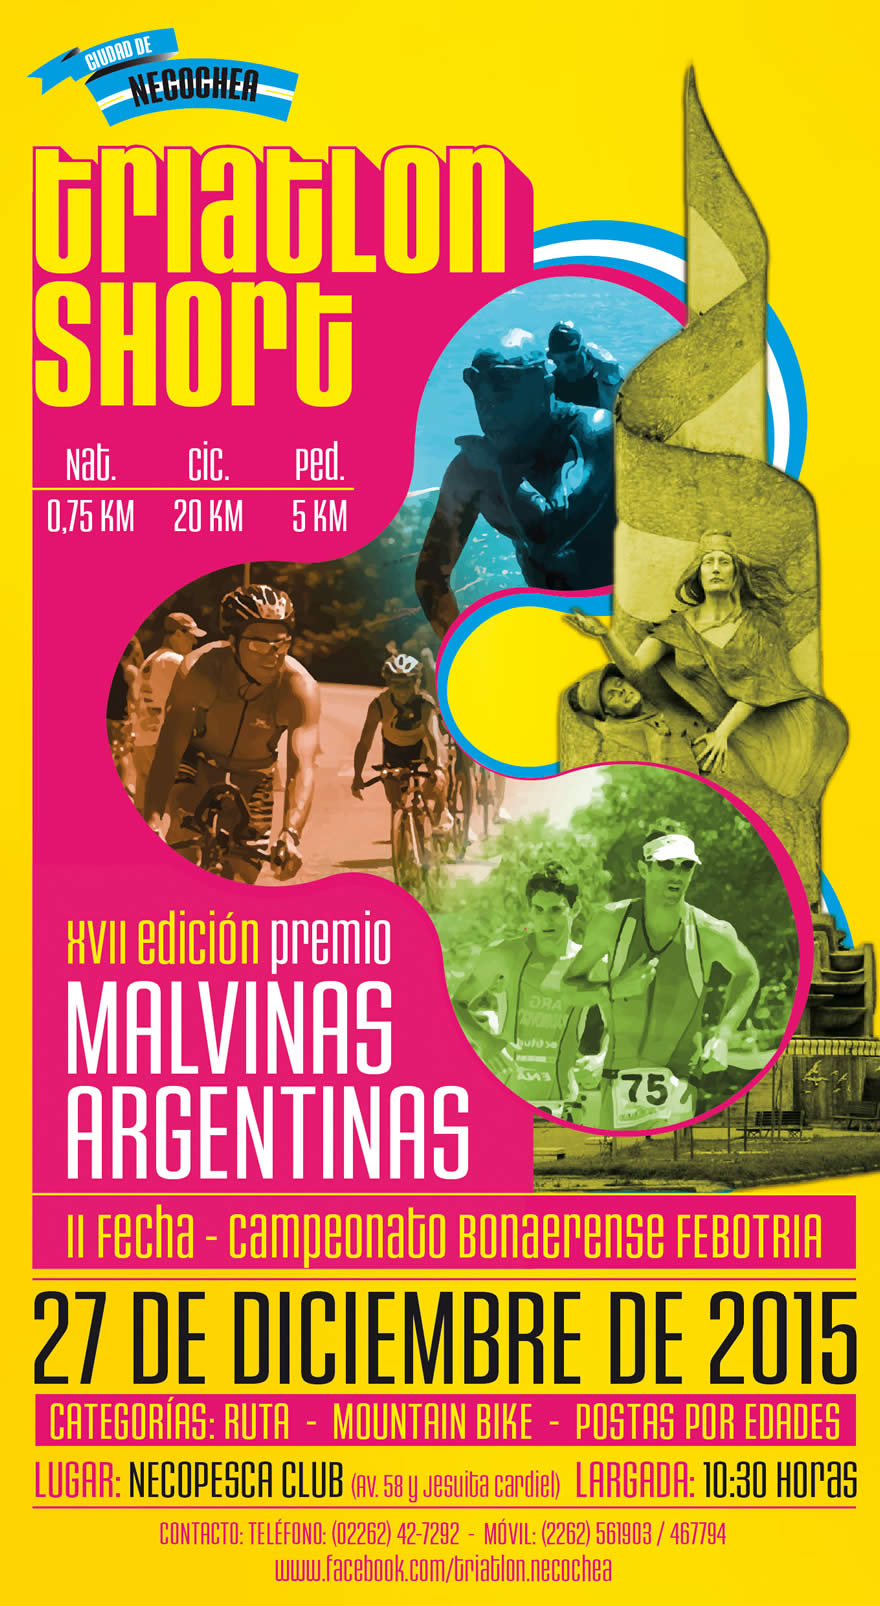 CIUDAD DE
NECOCHEA
TRIATLON
SHORT
Nat. CIC. Ped.
0,75 KM 20 KM 5 KM
XVII edición premio
MALVINAS
ARGENTINAS
75
ARG
II Fecha - Campeonato Bonaerense FEBOTRIA
27 DE DICIEMBRE DE 2015
CATEGORÍAS: RUTA - MOUNTAIN BIKE - POSTAS POR EDADES
LUGAR: NECOPESCA CLUB (AV. 58 y Jesuita Cardiel) LARGADA: 10:30 Horas
CONTACTO: TELÉFONO: (02262) 42-7292 - MÓVIL: (2262) 561903 / 467794
www.facebook.com/triatlon.necochea